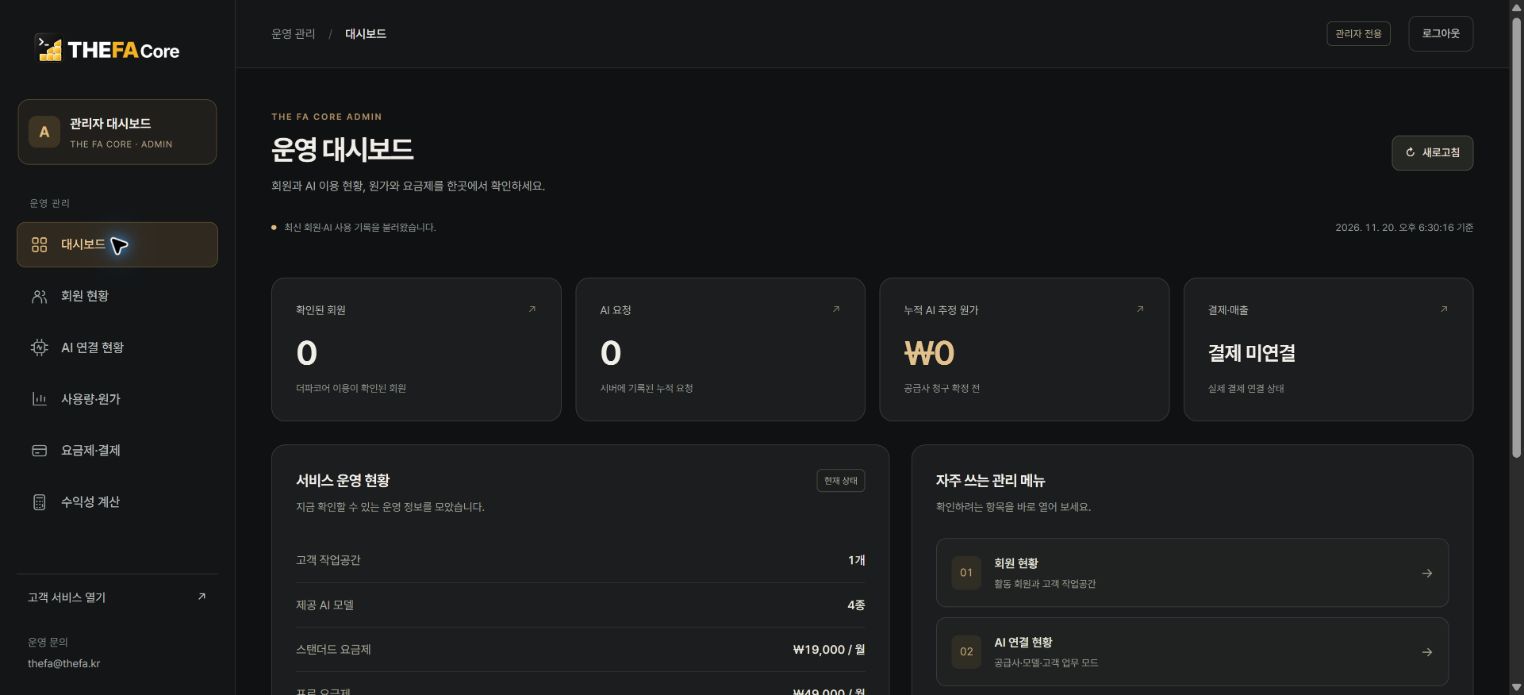 THEFA Core
관리자 대시보드
THE FA CORE · ADMIN
A
운영 관리
대시보드
회원 현황
AI 연결 현황
사용량·원가
요금제·결제
수익성 계산
고객 서비스 열기
운영 문의
thefa@thefa.kr
운영 관리 / 대시보드
관리자 전용
로그아웃
THE FA CORE ADMIN
운영 대시보드
회원과 AI 이용 현황, 원가와 요금제를 한곳에서 확인하세요.
새로고침
최신 회원·AI 사용 기록을 불러왔습니다.
2026. 11. 20. 오후 6:30:16 기준
확인된 회원
0
더파코어 이용이 확인된 회원
AI 요청
0
서버에 기록된 누적 요청
누적 AI 추정 원가
₩0
공급사 청구 확정 전
결제·매출
결제 미연결
실제 결제 연결 상태
서비스 운영 현황
현재 상태
지금 확인할 수 있는 운영 정보를 모았습니다.
고객 작업공간 1개
제공 AI 모델 4종
스탠더드 요금제 ₩19,000 / 월
프로 요금제 ₩49,000 / 월
자주 쓰는 관리 메뉴
확인하려는 항목을 바로 열어 보세요.
01
회원 현황
활동 회원과 고객 작업공간
02
AI 연결 현황
공급사·모델·고객 업무 모드